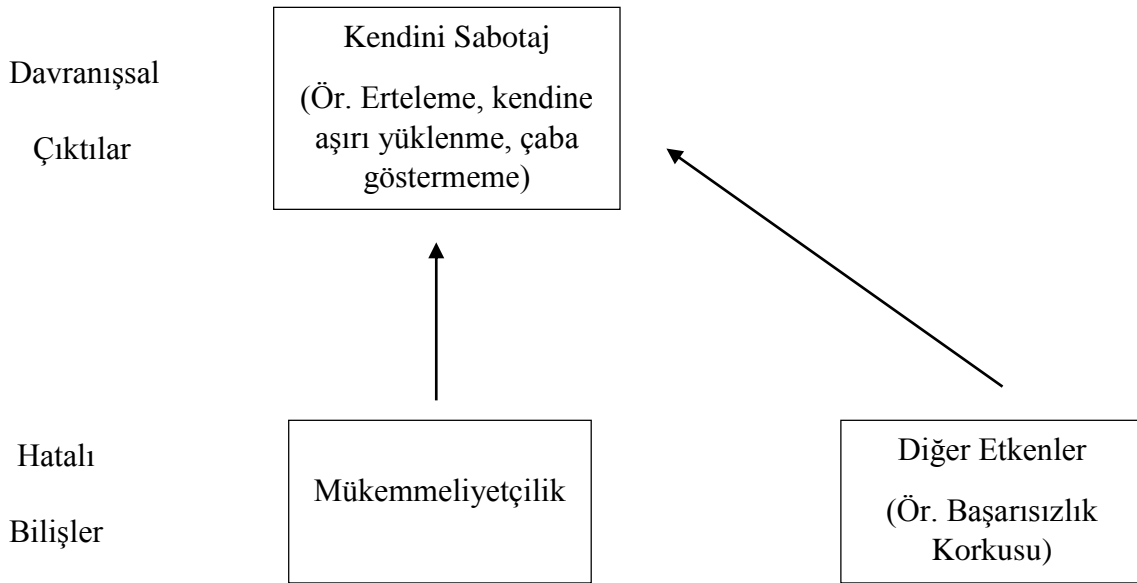 Davranışsal
Çıktılar
Kendini Sabotaj
(Ör. Erteleme, kendine
aşırı yüklenme, çaba
göstermeme)
Hatalı
Bilişler
Mükemmeliyetçilik
Diğer Etkenler
(Ör. Başarısızlık
Korkusu)